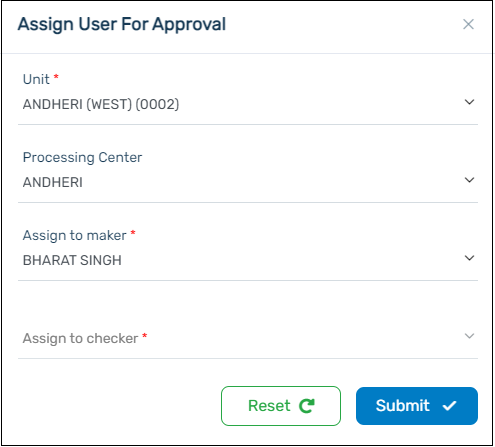 Assign User For Approval
Unit *
ANDHERI (WEST) (0002)
Processing Center
ANDHERI
Assign to maker *
BHARAT SINGH
Assign to checker *
Reset
Submit